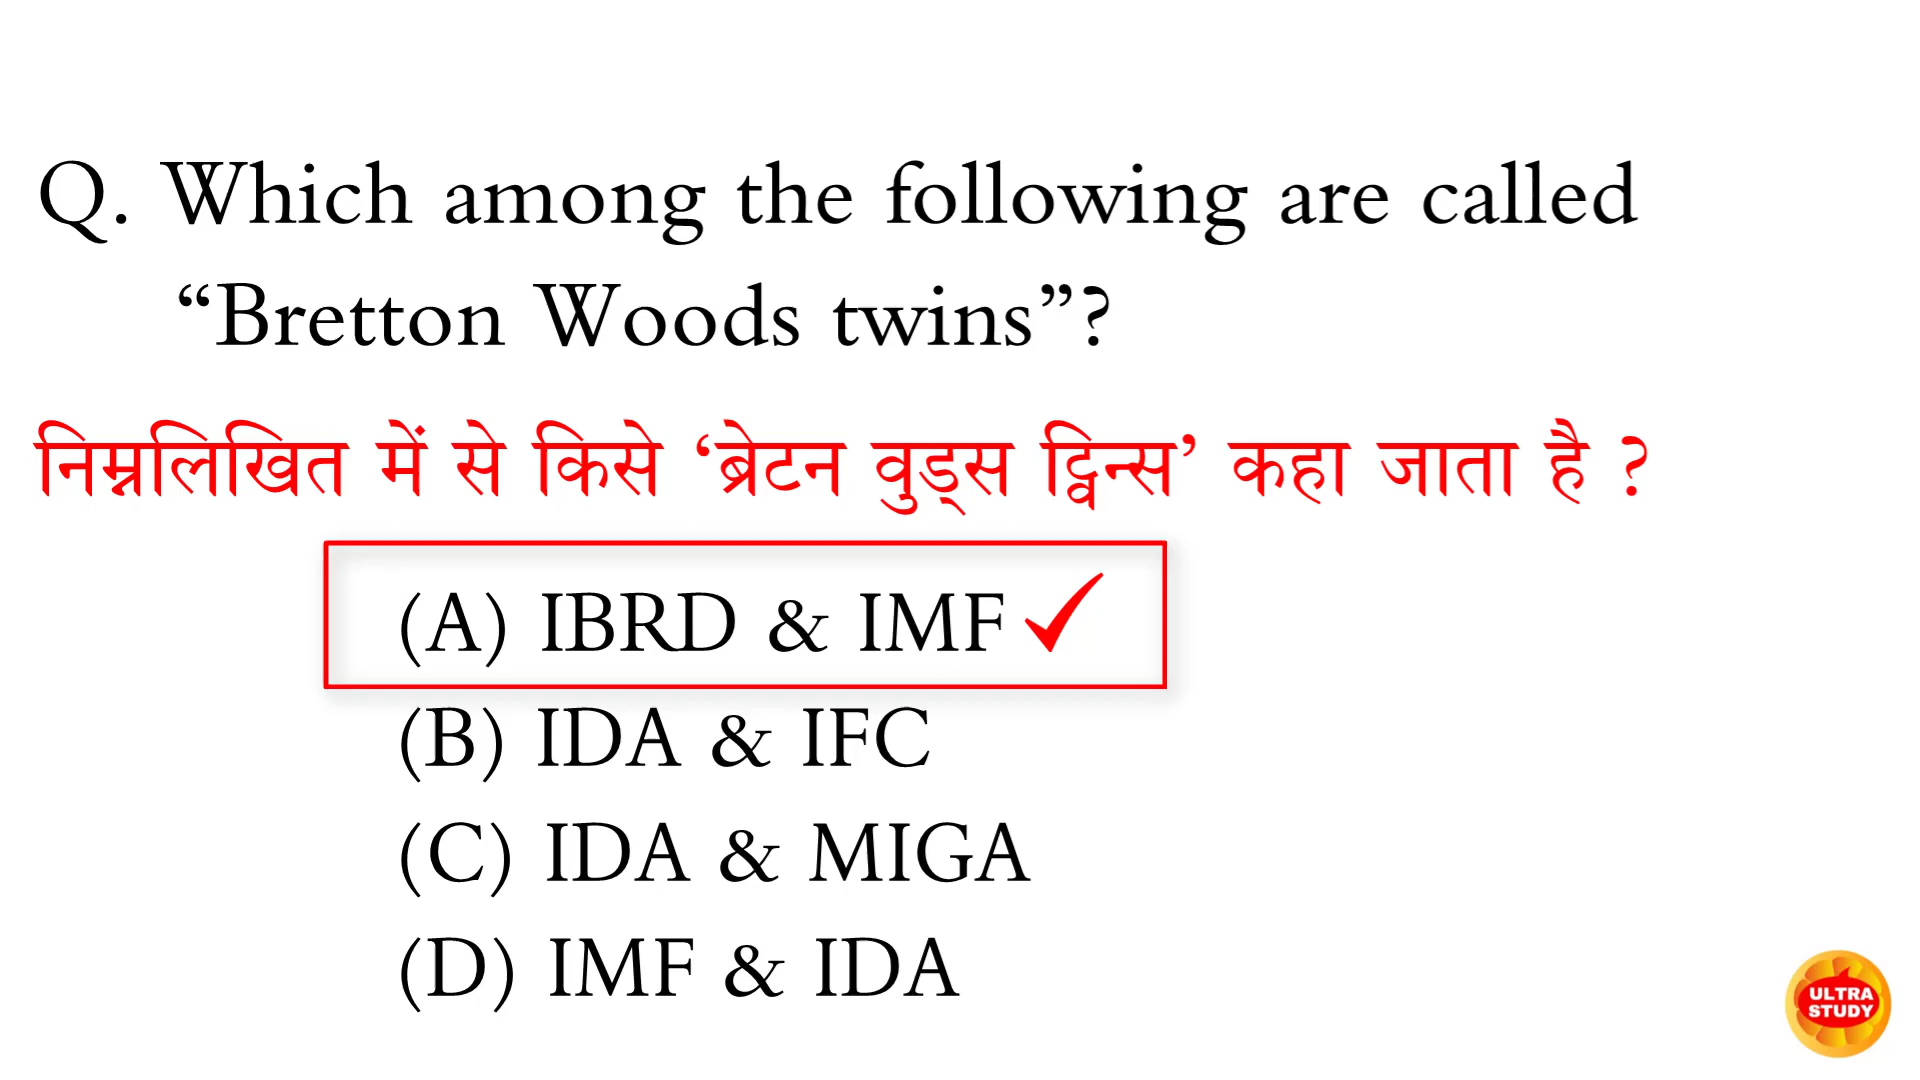 Q. Which among the following are called
“Bretton Woods twins”?
निम्नलिखित में से किसे ‘ब्रेटन वुड्स ट्विन्स’ कहा जाता है ?
(A) IBRD & IMF
(B) IDA & IFC
(C) IDA & MIGA
(D) IMF & IDA
ULTRA
STUDY